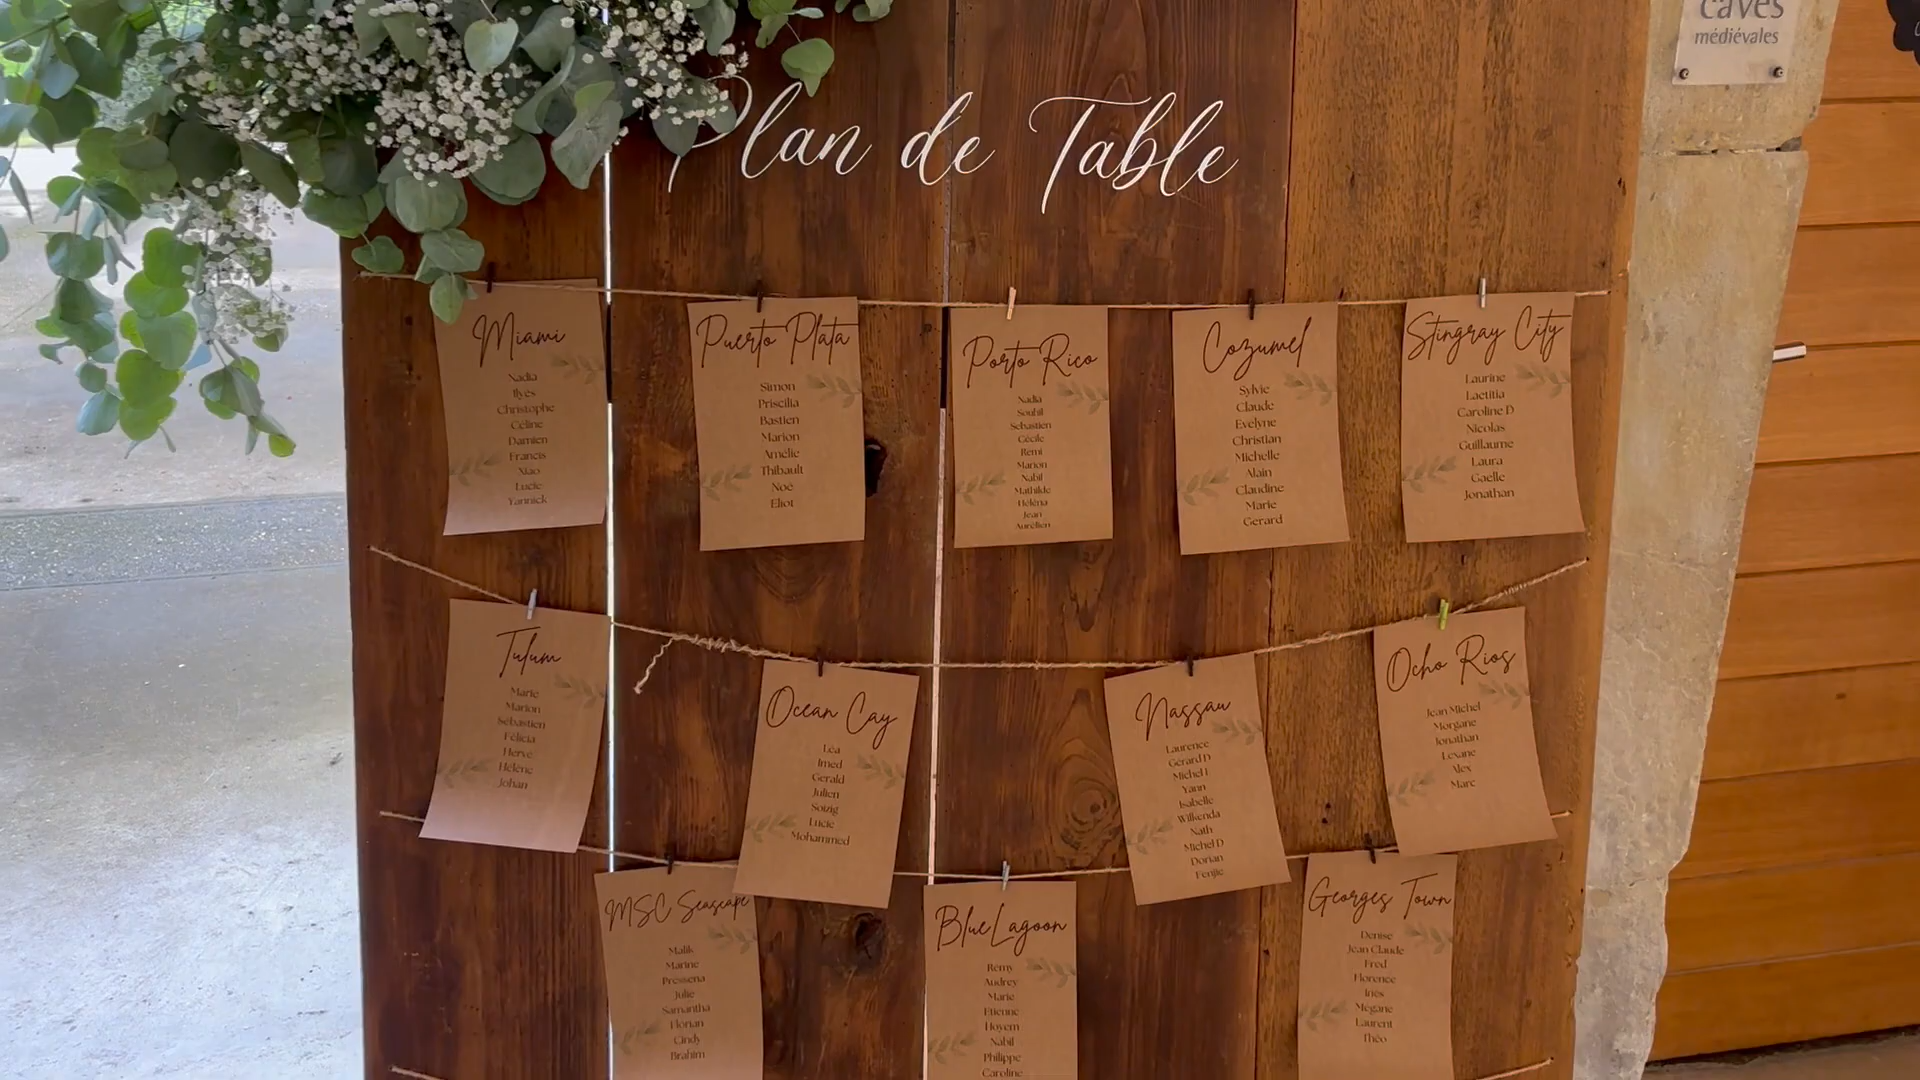 caves
médiévales
Plan de Table
Miami
Nadia
Ilyes
Christophe
Céline
Damien
Francis
Xiao
Lucie
Yannick
Puerto Plata
Simon
Priscilia
Bastien
Marion
Amélie
Thibault
Noé
Eliot
Porto Rico
Nadia
Souhil
Sebastien
Cécile
Remi
Marion
Nabil
Mathilde
Héléna
Jean
Aurélien
Cozumel
Sylvie
Claude
Evelyne
Christian
Michelle
Alain
Claudine
Marie
Gerard
Stingray City
Laurine
Laetitia
Caroline D
Nicolas
Guillaume
Laura
Gaelle
Jonathan
Tulum
Marie
Marion
Sébastien
Félicia
Hervé
Hélène
Johan
Ocean Cay
Léa
Imed
Gerald
Julien
Soizig
Lucie
Mohammed
Nassau
Laurence
Gerard D
Michel
Yann
Isabelle
Wilkenda
Nath
Michel D
Dorian
Ferijie
Ocho Rios
Jean Michel
Morgane
Jonathan
Lexane
Alex
Marc
MSC Seascape
Malik
Marine
Pressena
Julie
Samantha
Florian
Cindy
Brahim
Blue Lagoon
Remy
Audrey
Marie
Etienne
Hoyem
Nabil
Philippe
Caroline
Georges Town
Denise
Jean Claude
Fred
Florence
Inès
Mégane
Laurent
Théo